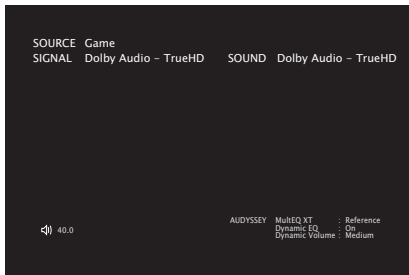 SOURCE Game
SIGNAL Dolby Audio – TrueHD SOUND Dolby Audio – TrueHD
AUDYSSEY MultEQ XT : Reference
Dynamic EQ : On
Dynamic Volume : Medium
40.0